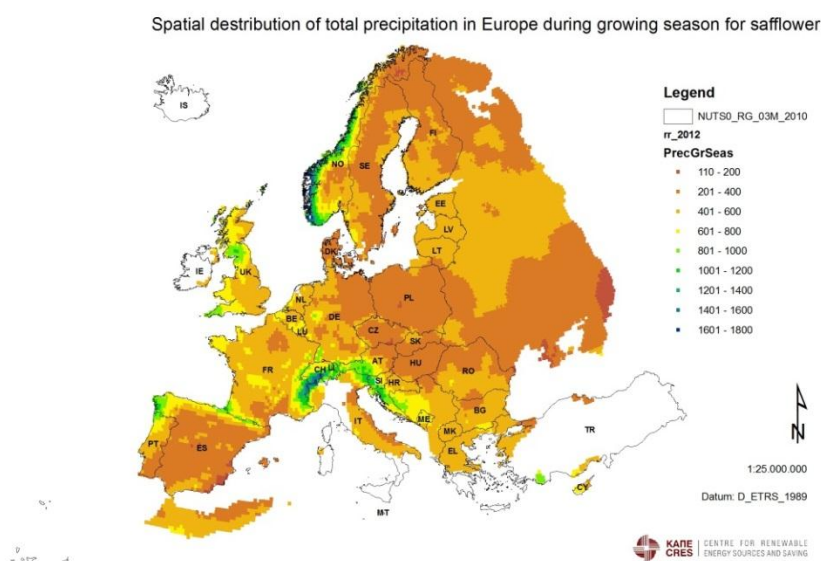 Spatial destribution of total precipitation in Europe during growing season for safflower
Legend
NUTS0_RG_03M_2010
rr_2012
PrecGrSeas
110 - 200
201 - 400
401 - 600
601 - 800
801 - 1000
1001 - 1200
1201 - 1400
1401 - 1600
1601 - 1800
IS
NO
SE
FI
EE
LV
LT
DK
IE
UK
NL
BE
LU
DE
PL
CZ
SK
AT
HU
RO
FR
CH
LI
SI
HR
IT
ME
BG
MK
EL
TR
PT
ES
MT
CY
N
1:25.000.000
Datum: D_ETRS_1989
ΚΑΠΕ
CRES
CENTRE FOR RENEWABLE
ENERGY SOURCES AND SAVING